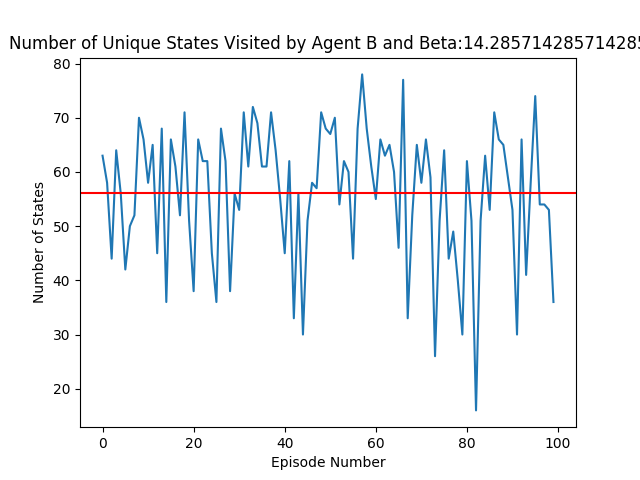 Number of Unique States Visited by Agent B and Beta:14.285714285714285
80
70
60
50
40
30
20
Number of States
0 20 40 60 80 100
Episode Number